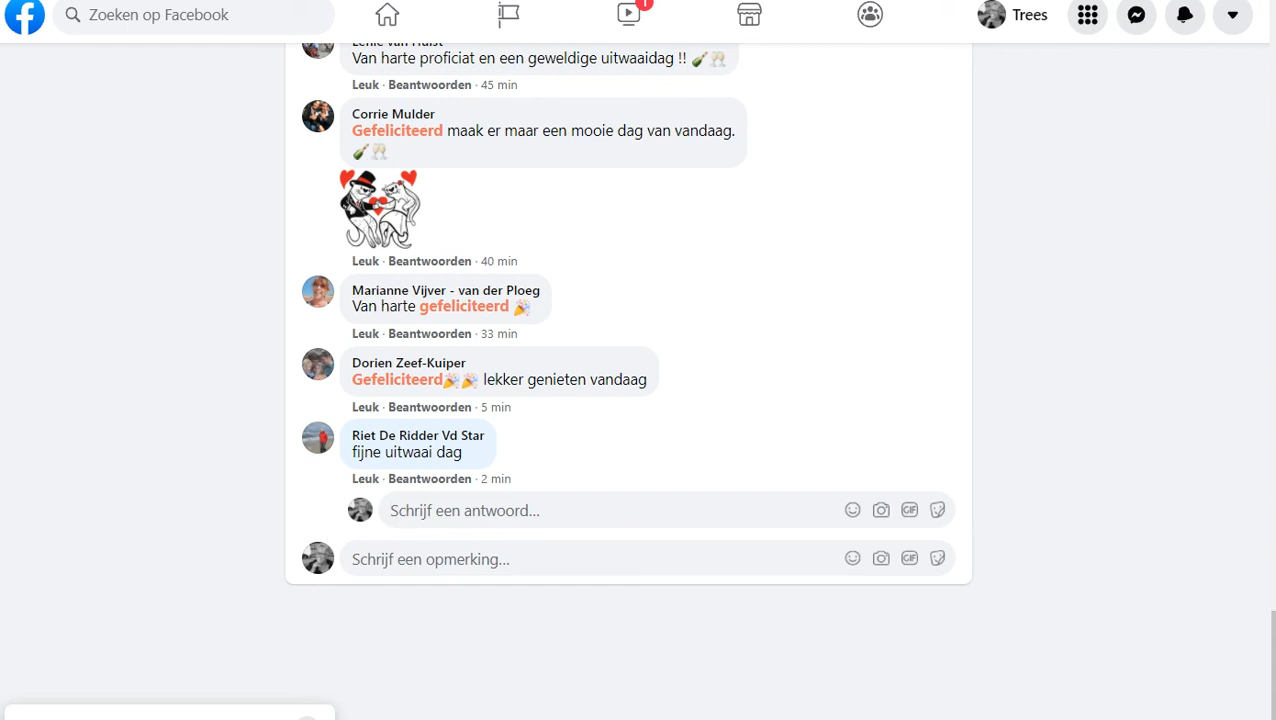 Zoeken op Facebook
1
Trees
Lenie van Hulst
Van harte proficiat en een geweldige uitwaaidag !! 🍾🥂
Leuk · Beantwoorden · 45 min
Corrie Mulder
Gefeliciteerd maak er maar een mooie dag van vandaag.
🍾🥂
Leuk · Beantwoorden · 40 min
Marianne Vijver - van der Ploeg
Van harte gefeliciteerd 🎉
Leuk · Beantwoorden · 33 min
Dorien Zeef-Kuiper
Gefeliciteerd🎉🎉 lekker genieten vandaag
Leuk · Beantwoorden · 5 min
Riet De Ridder Vd Star
fijne uitwaai dag
Leuk · Beantwoorden · 2 min
Schrijf een antwoord...
GIF
Schrijf een opmerking...
GIF